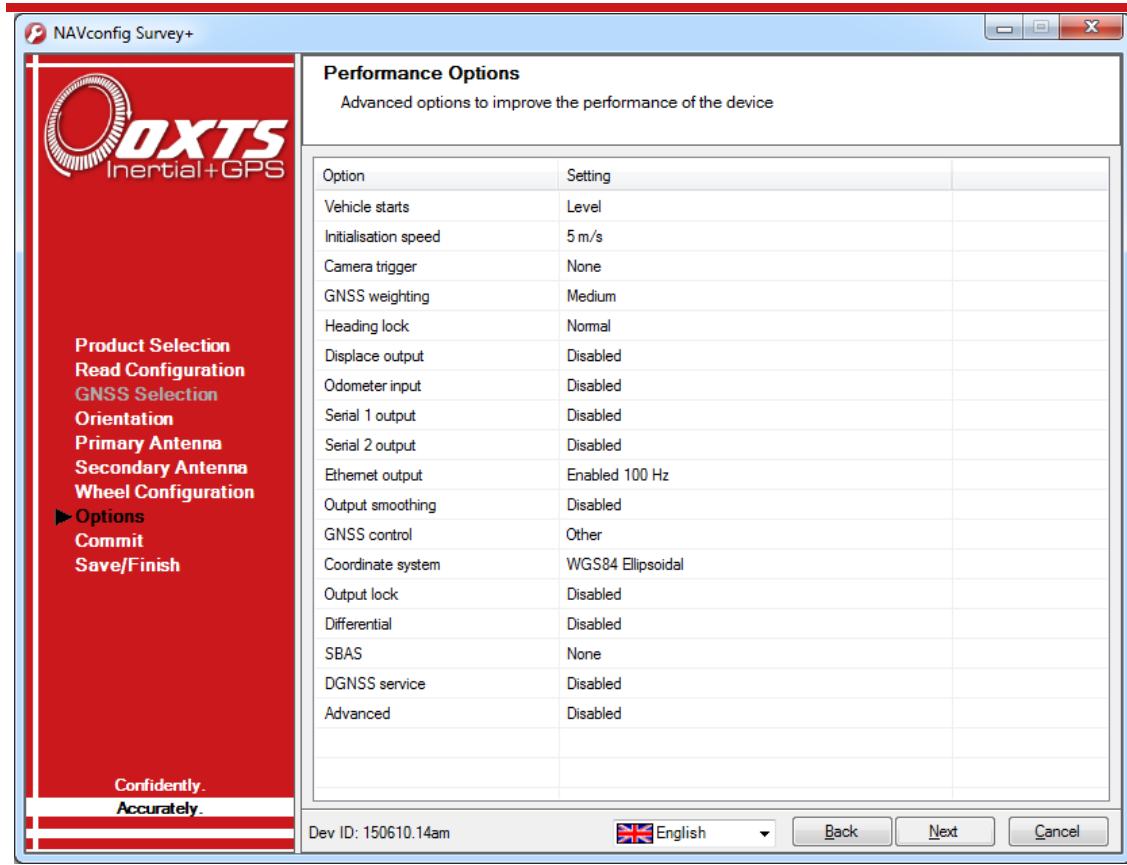 NAVconfig Survey+
OXTS
Inertial+GPS
Product Selection
Read Configuration
GNSS Selection
Orientation
Primary Antenna
Secondary Antenna
Wheel Configuration
Options
Commit
Save/Finish
Confidently.
Accurately.
Performance Options
Advanced options to improve the performance of the device
Option Setting
Vehicle starts Level
Initialisation speed 5 m/s
Camera trigger None
GNSS weighting Medium
Heading lock Normal
Displace output Disabled
Odometer input Disabled
Serial 1 output Disabled
Serial 2 output Disabled
Ethernet output Enabled 100 Hz
Output smoothing Disabled
GNSS control Other
Coordinate system WGS84 Ellipsoidal
Output lock Disabled
Differential Disabled
SBAS None
DGNSS service Disabled
Advanced Disabled
Dev ID: 150610.14am English Back Next Cancel